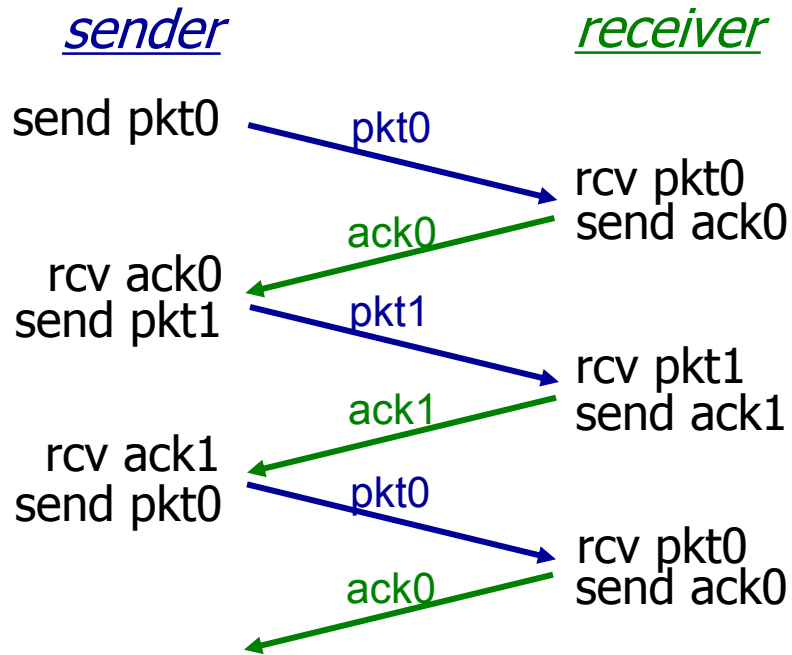 sender
receiver
send pkt0
pkt0
rcv pkt0
send ack0
ack0
rcv ack0
send pkt1
pkt1
rcv pkt1
send ack1
ack1
rcv ack1
send pkt0
pkt0
rcv pkt0
send ack0
ack0